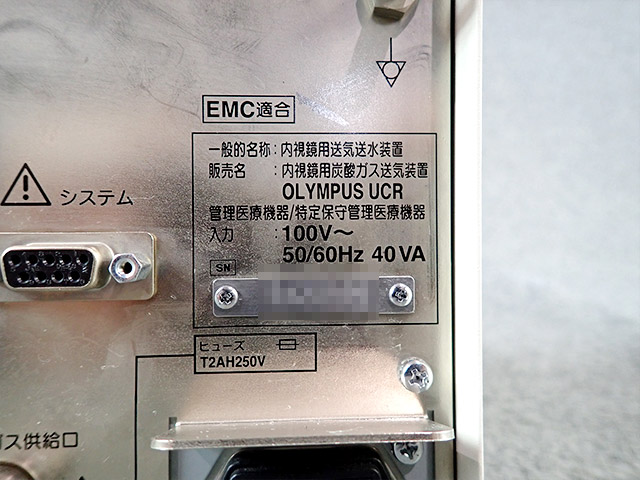 EMC適合
一般的名称：内視鏡用送気送水装置
販売名：内視鏡用炭酸ガス送気装置
OLYMPUS UCR
管理医療機器/特定保守管理医療機器
入力：100V～
50/60Hz 40VA
SN
システム
ヒューズ
T2AH250V
ガス供給口